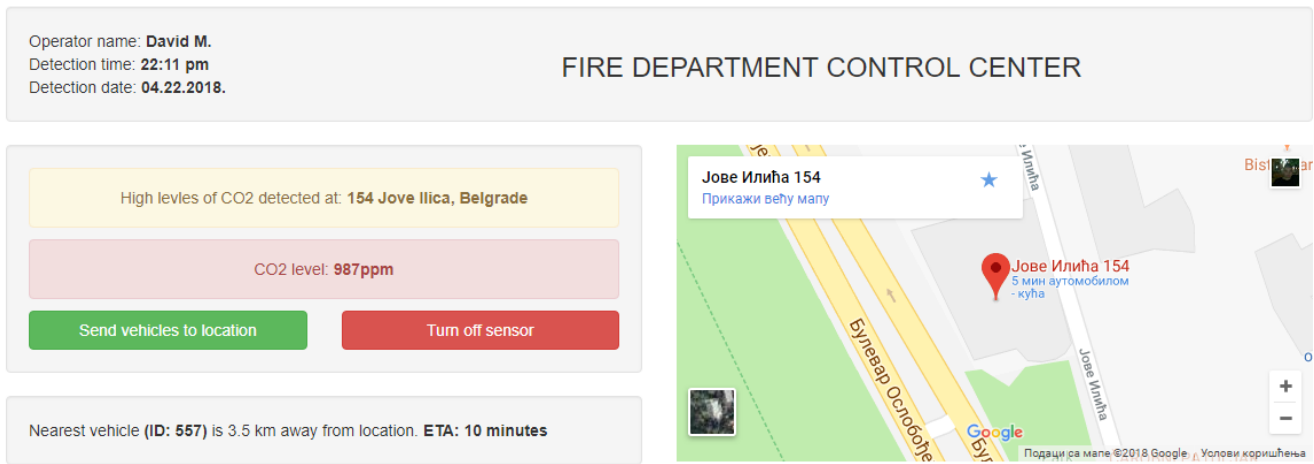 Operator name: David M.
Detection time: 22:11 pm
Detection date: 04.22.2018.
FIRE DEPARTMENT CONTROL CENTER
High levles of CO2 detected at: 154 Jove Ilica, Belgrade
CO2 level: 987ppm
Send vehicles to location
Turn off sensor
Nearest vehicle (ID: 557) is 3.5 km away from location. ETA: 10 minutes
Јове Илића 154
Прикажи већу мапу
Јове Илића 154
5 мин аутомобилом
- кућа
Булевар Ослобође
Јове Илића
Илића
Google
+
−
Подаци са мапе ©2018 Google
Услови коришћења